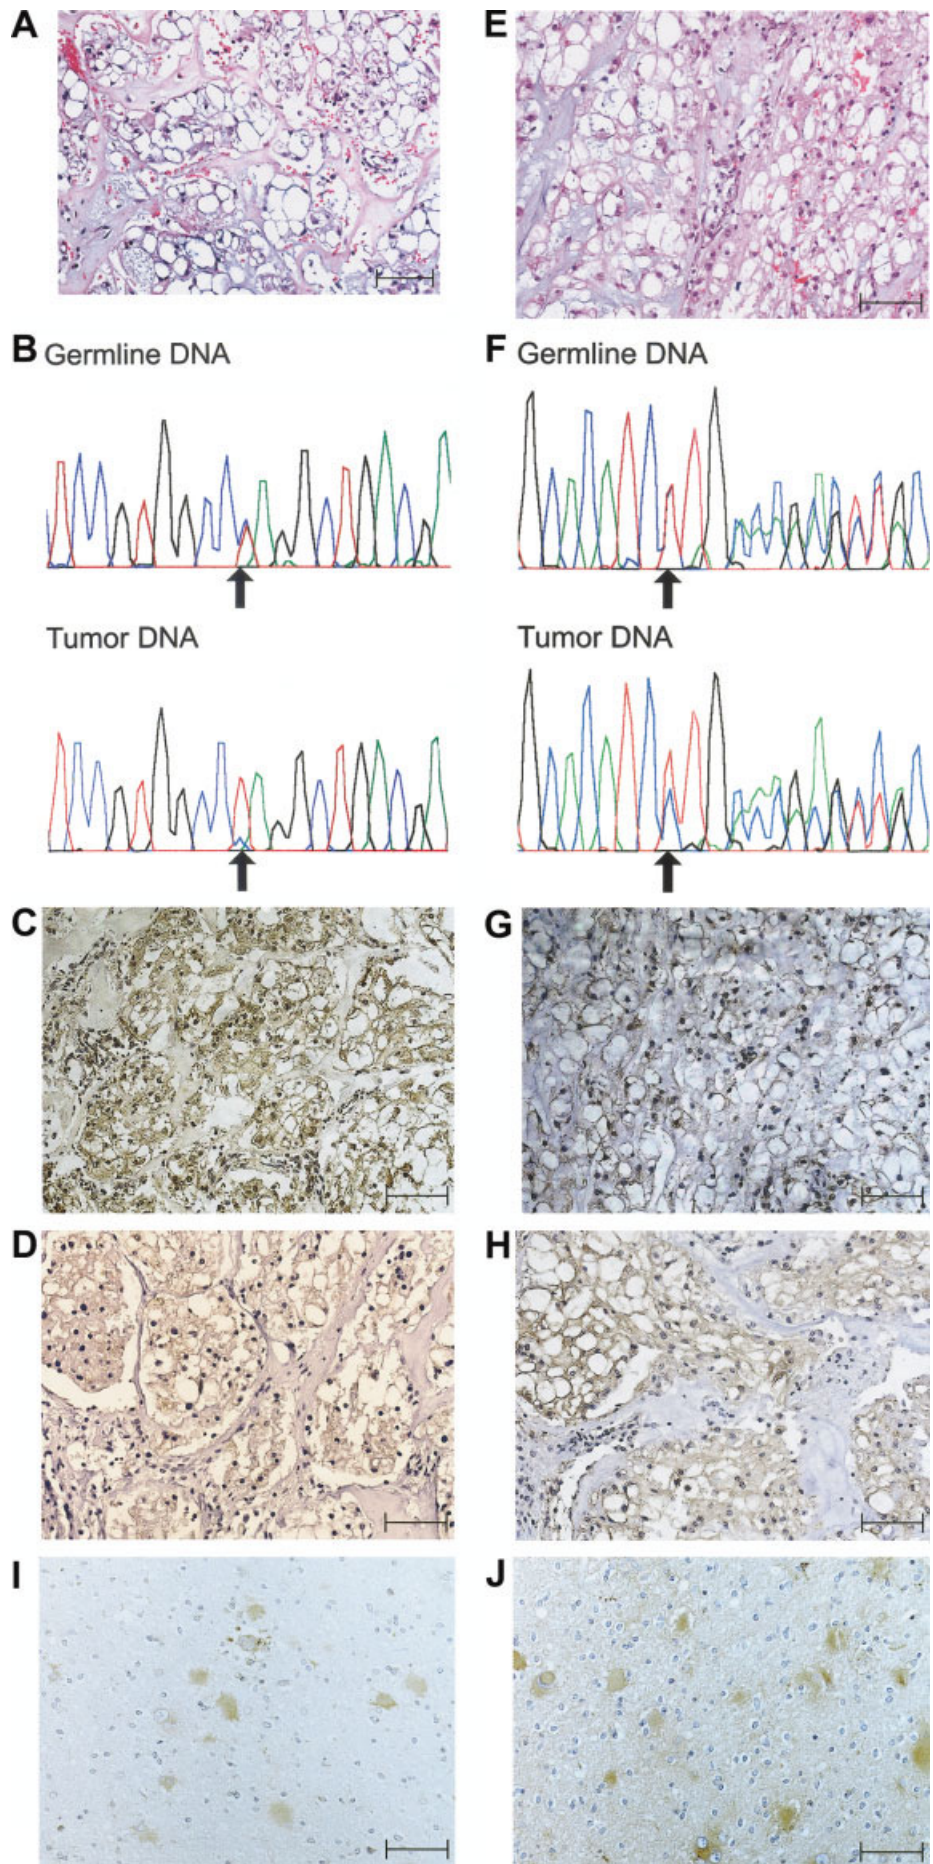 A
E
B Germline DNA
F Germline DNA
Tumor DNA
Tumor DNA
C
G
D
H
I
J